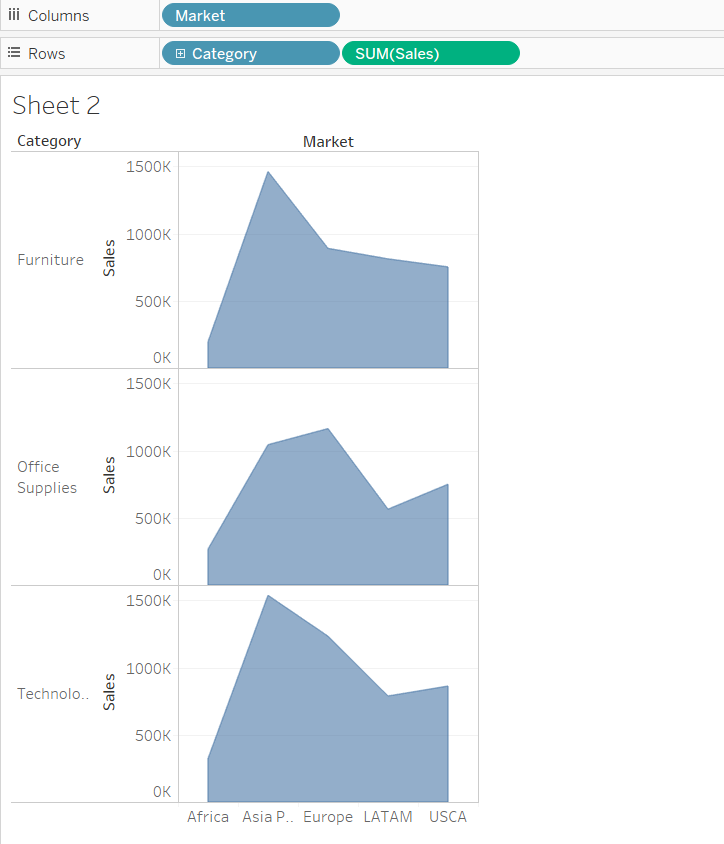 Columns Market
Rows Category SUM(Sales)
Sheet 2
Category Market
1500K
1000K
Furniture Sales
500K
0K
1500K
1000K
Office
Supplies Sales
500K
0K
1500K
1000K
Technolo.. Sales
500K
0K
Africa Asia P.. Europe LATAM USCA